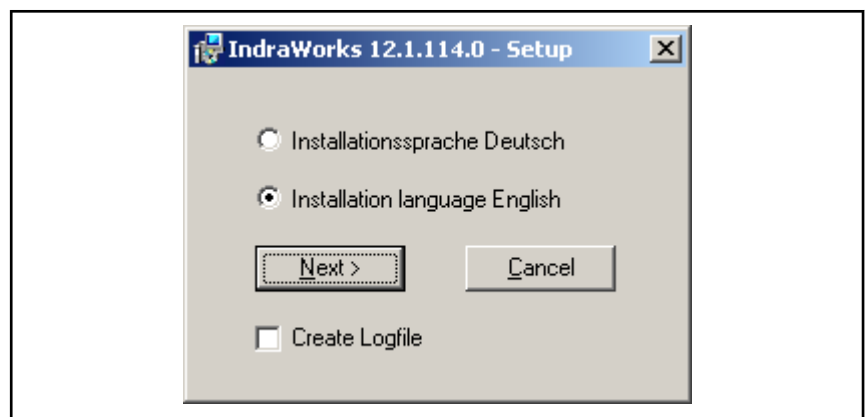 IndraWorks 12.1.114.0 - Setup
Installationssprache Deutsch
Installation language English
Next > Cancel
Create Logfile